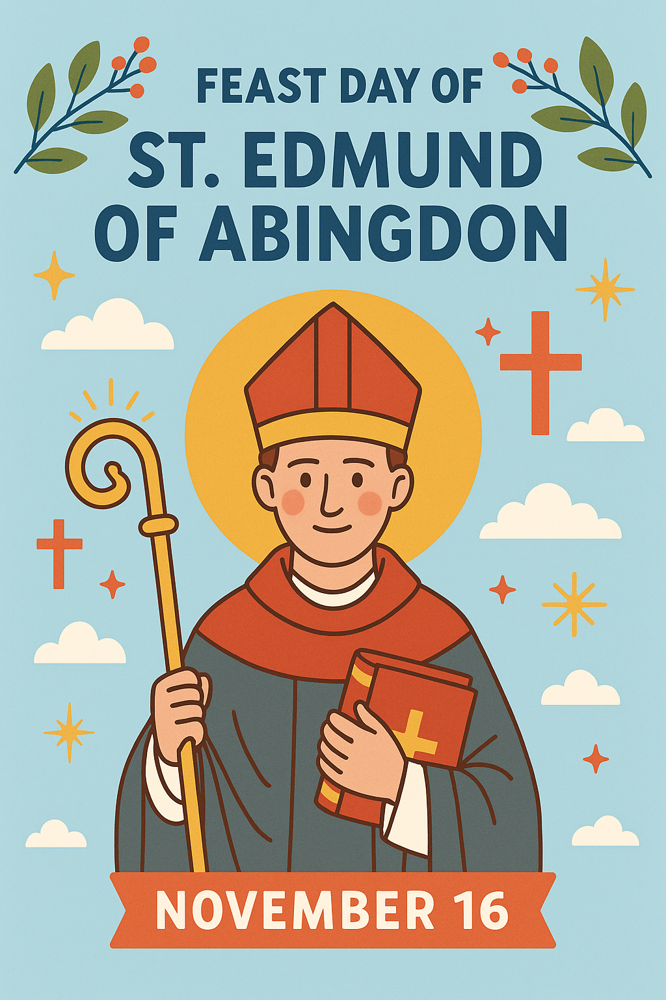 FEAST DAY OF
ST. EDMUND
OF ABINGDON
NOVEMBER 16